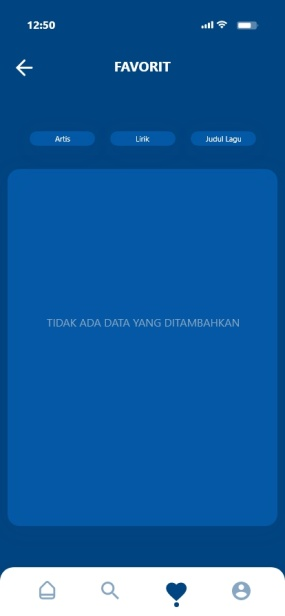 12:50
FAVORIT
Artis
Lirik
Judul Lagu
TIDAK ADA DATA YANG DITAMBAHKAN